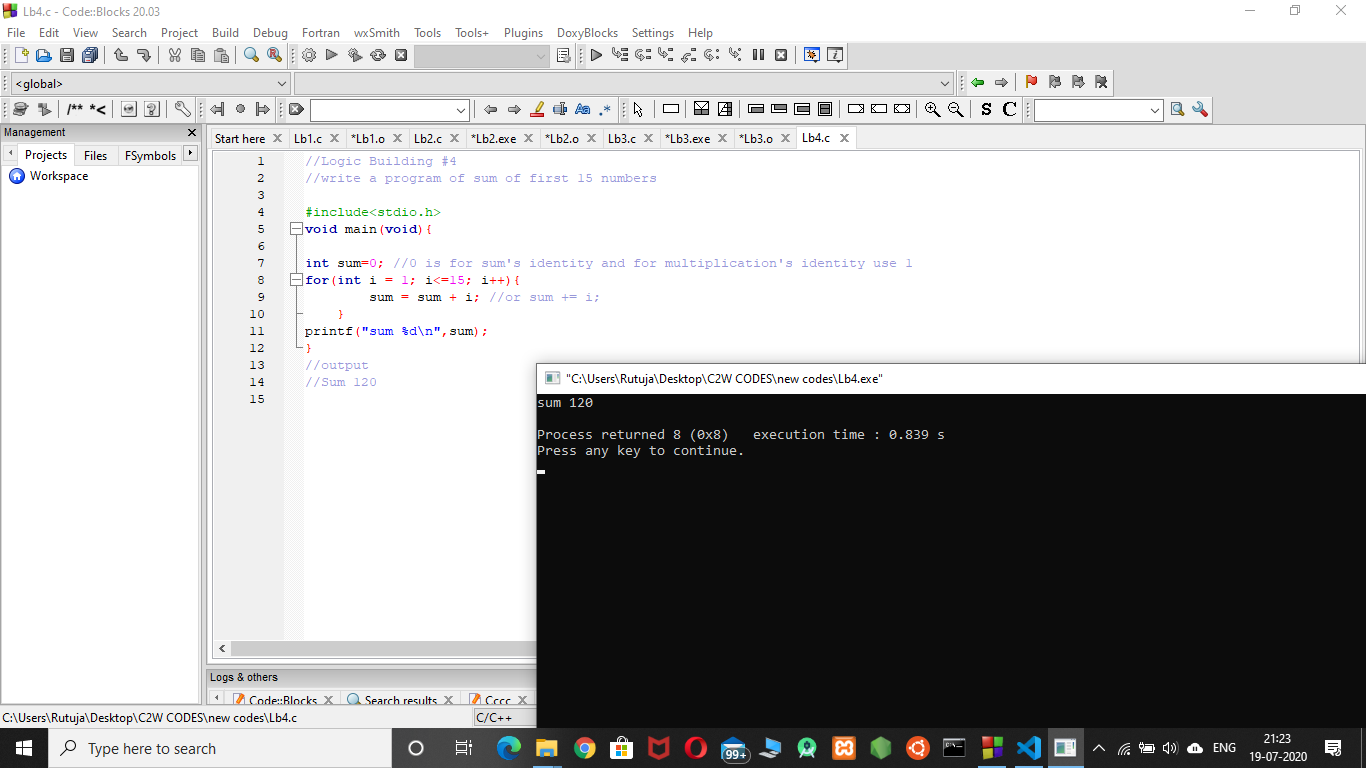 Lb4.c - Code::Blocks 20.03
File Edit View Search Project Build Debug Fortran wxSmith Tools Tools+ Plugins DoxyBlocks Settings Help
<global>
/** *< Aa .* S C
Management
Start here Lb1.c *Lb1.o Lb2.c *Lb2.exe *Lb2.o Lb3.c *Lb3.exe *Lb3.o Lb4.c
Projects Files FSymbols
Workspace
1 //Logic Building #4
2 //write a program of sum of first 15 numbers
3
4 #include<stdio.h>
5 void main(void){
6
7 int sum=0; //0 is for sum's identity and for multiplication's identity use 1
8 for(int i = 1; i<=15; i++){
9 sum = sum + i; //or sum += i;
10 }
11 printf("sum %d\n",sum);
12 }
13 //output
14 //Sum 120
15
"C:\Users\Rutuja\Desktop\C2W CODES\new codes\Lb4.exe"
sum 120
Process returned 8 (0x8) execution time : 0.839 s
Press any key to continue.
Logs & others
Code::Blocks Search results Cccc
C:\Users\Rutuja\Desktop\C2W CODES\new codes\Lb4.c C/C++
Type here to search 99+ ENG 21:23
19-07-2020